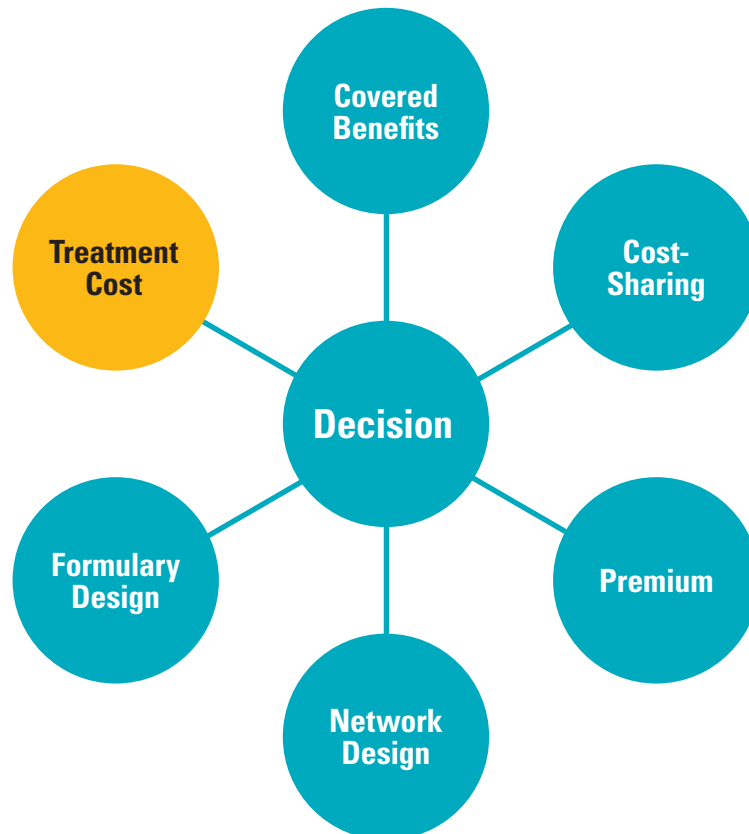 Covered
Benefits
Treatment
Cost
Cost-
Sharing
Decision
Formulary
Design
Premium
Network
Design